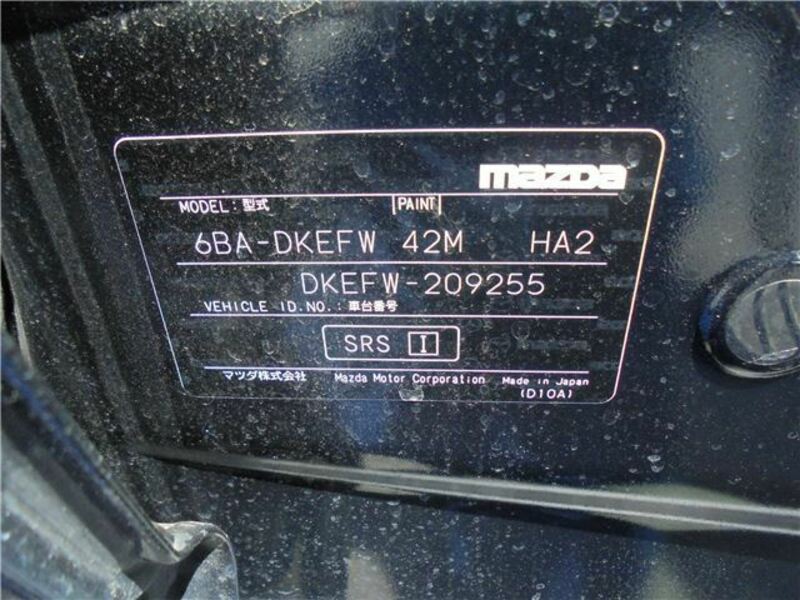 mazda
MODEL : 型式 PAINT
6BA-DKEFW 42M HA2
DKEFW-209255
VEHICLE ID.NO. : 車台番号
SRS I
マツダ株式会社 Mazda Motor Corporation Made in Japan
(D10A)